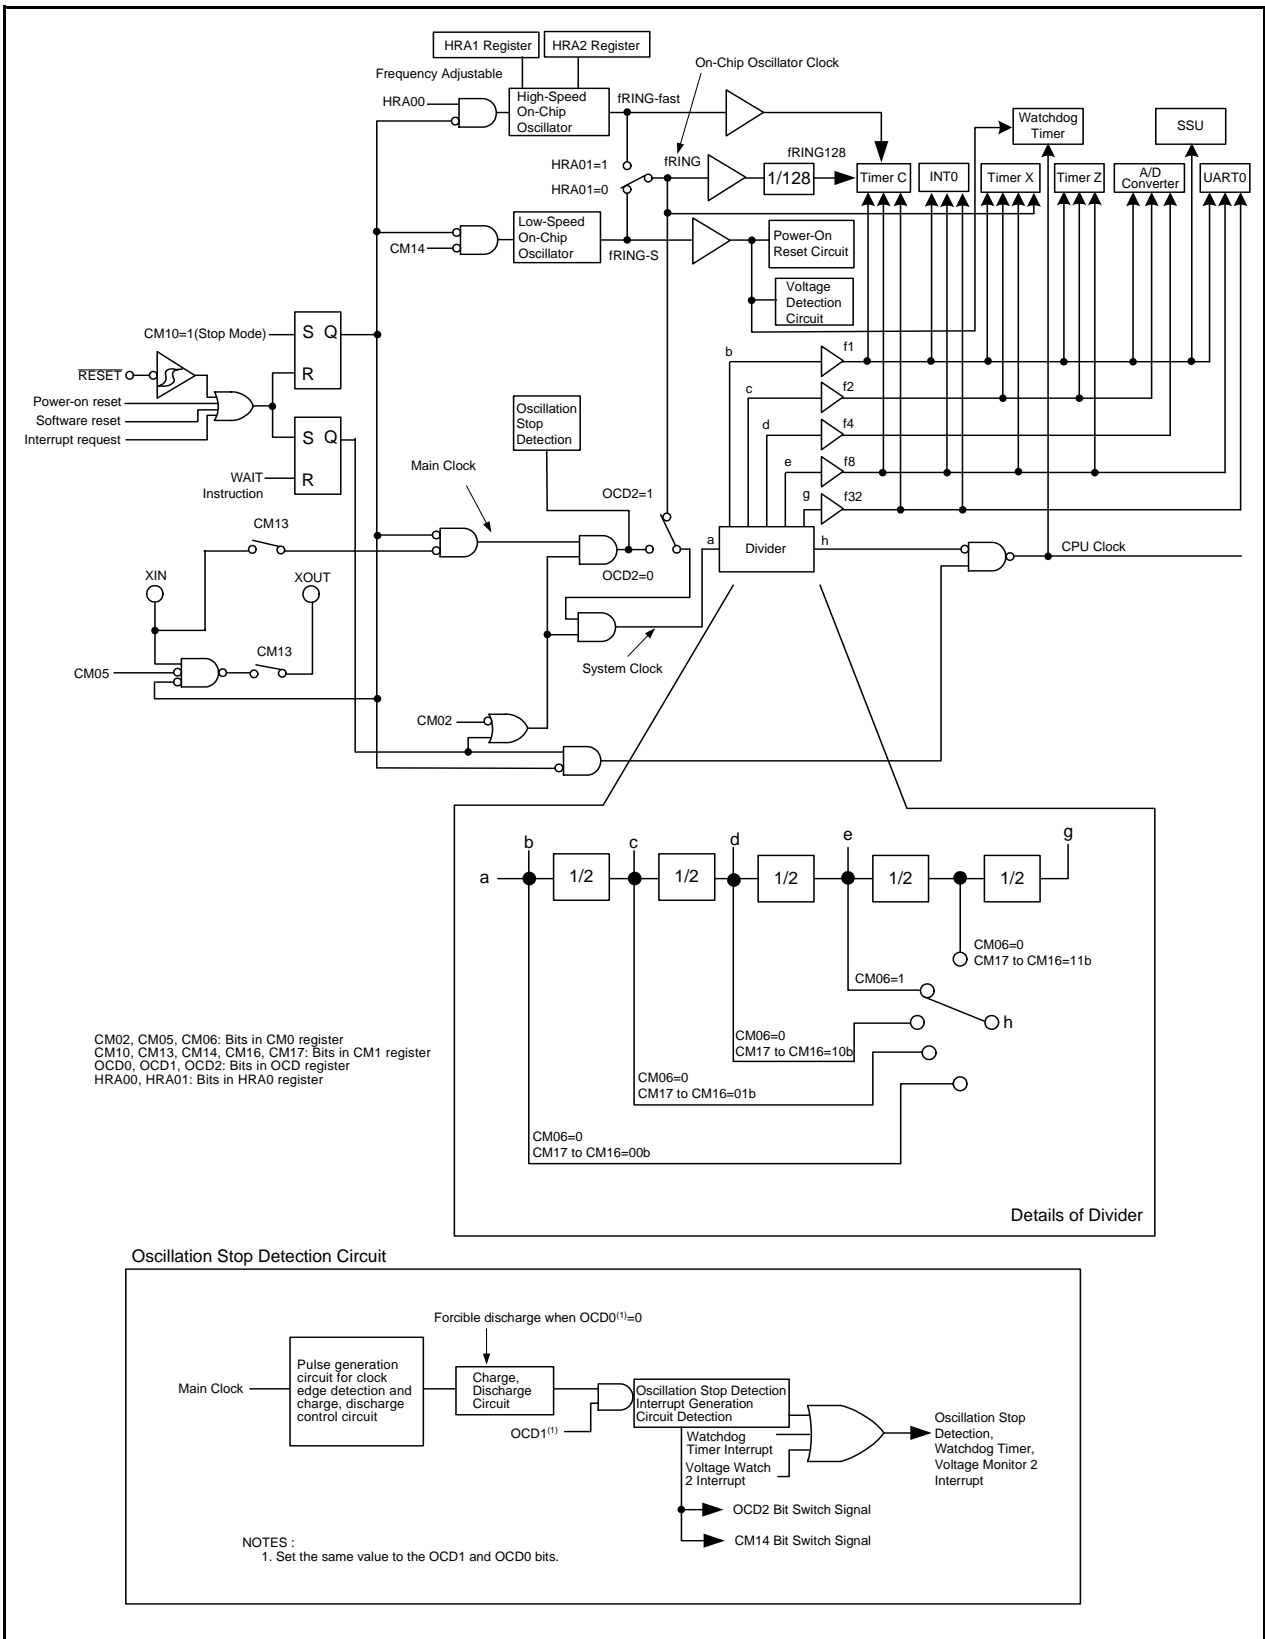 HRA1 Register
HRA2 Register
On-Chip Oscillator Clock
Frequency Adjustable
HRA00
High-Speed
On-Chip
Oscillator
fRING-fast
Watchdog
Timer
SSU
HRA01=1
fRING
fRING128
HRA01=0
1/128
Timer C
INT0
Timer X
Timer Z
A/D
Converter
UART0
CM14
Low-Speed
On-Chip
Oscillator
fRING-S
Power-On
Reset Circuit
Voltage
Detection
Circuit
CM10=1(Stop Mode)
S Q
R
RESET
Power-on reset
Software reset
Interrupt request
S Q
R
WAIT
Instruction
b
f1
c
f2
d
f4
e
f8
g
f32
Oscillation
Stop
Detection
Main Clock
OCD2=1
CM13
a
Divider
h
CPU Clock
OCD2=0
XIN
XOUT
CM13
CM05
System Clock
CM02
b
c
d
e
g
a
1/2
1/2
1/2
1/2
1/2
CM06=0
CM17 to CM16=11b
CM06=1
h
CM06=0
CM17 to CM16=10b
CM06=0
CM17 to CM16=01b
CM06=0
CM17 to CM16=00b
Details of Divider
CM02, CM05, CM06: Bits in CM0 register
CM10, CM13, CM14, CM16, CM17: Bits in CM1 register
OCD0, OCD1, OCD2: Bits in OCD register
HRA00, HRA01: Bits in HRA0 register
Oscillation Stop Detection Circuit
Forcible discharge when OCD0(1)=0
Main Clock
Pulse generation
circuit for clock
edge detection and
charge, discharge
control circuit
Charge,
Discharge
Circuit
OCD1(1)
Oscillation Stop Detection
Interrupt Generation
Circuit Detection
Watchdog
Timer Interrupt
Voltage Watch
2 Interrupt
Oscillation Stop
Detection,
Watchdog Timer,
Voltage Monitor 2
Interrupt
OCD2 Bit Switch Signal
CM14 Bit Switch Signal
NOTES :
1. Set the same value to the OCD1 and OCD0 bits.